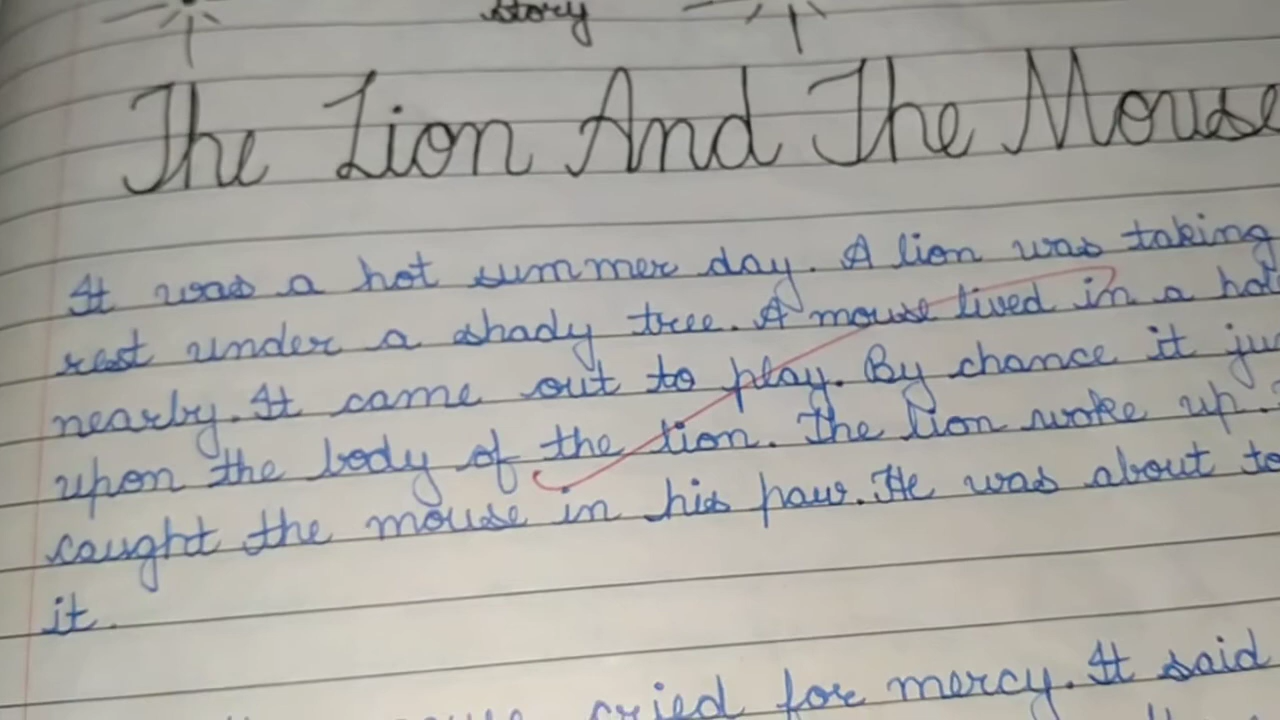 story
The Lion And The Mouse
It was a hot summer day. A lion was taking
rest under a shady tree. A mouse lived in a
nearby. It came out to play. By chance it
upon the body of the lion. The lion woke up.
caught the mouse in his paw. He was about to
it.
cried for mercy. It said